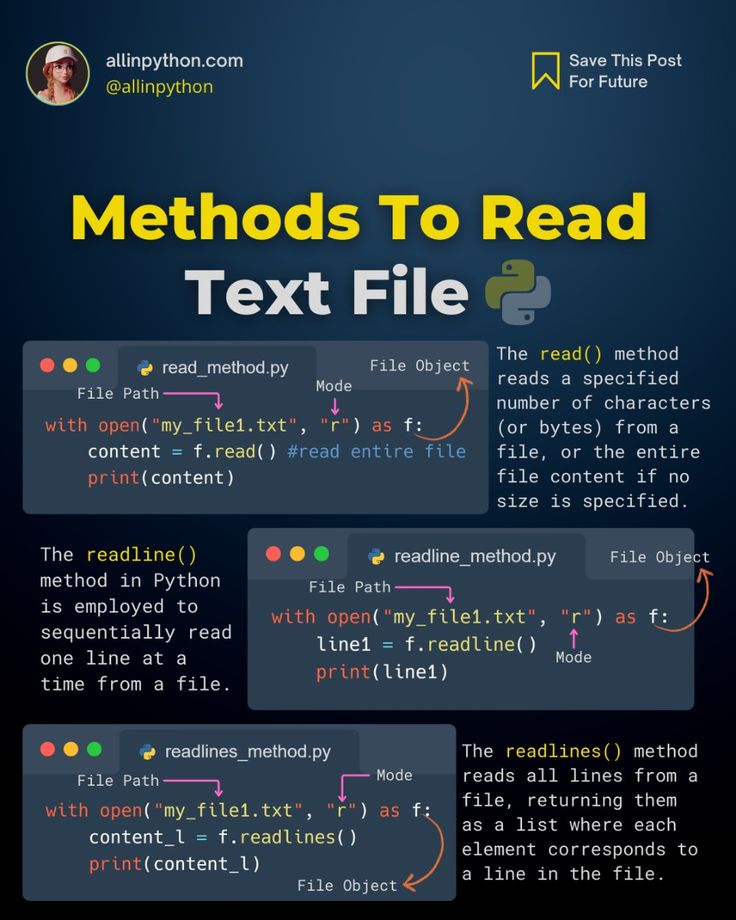 allinpython.com
@allinpython
Save This Post
For Future
Methods To Read
Text File
read_method.py
File Object
File Path
Mode
with open("my_file1.txt", "r") as f:
content = f.read() #read entire file
print(content)
The read() method
reads a specified
number of characters
(or bytes) from a
file, or the entire
file content if no
size is specified.
The readline()
method in Python
is employed to
sequentially read
one line at a
time from a file.
readline_method.py
File Object
File Path
with open("my_file1.txt", "r") as f:
line1 = f.readline()
Mode
print(line1)
readlines_method.py
File Path
Mode
with open("my_file1.txt", "r") as f:
content_l = f.readlines()
print(content_l)
File Object
The readlines() method
reads all lines from a
file, returning them
as a list where each
element corresponds to
a line in the file.